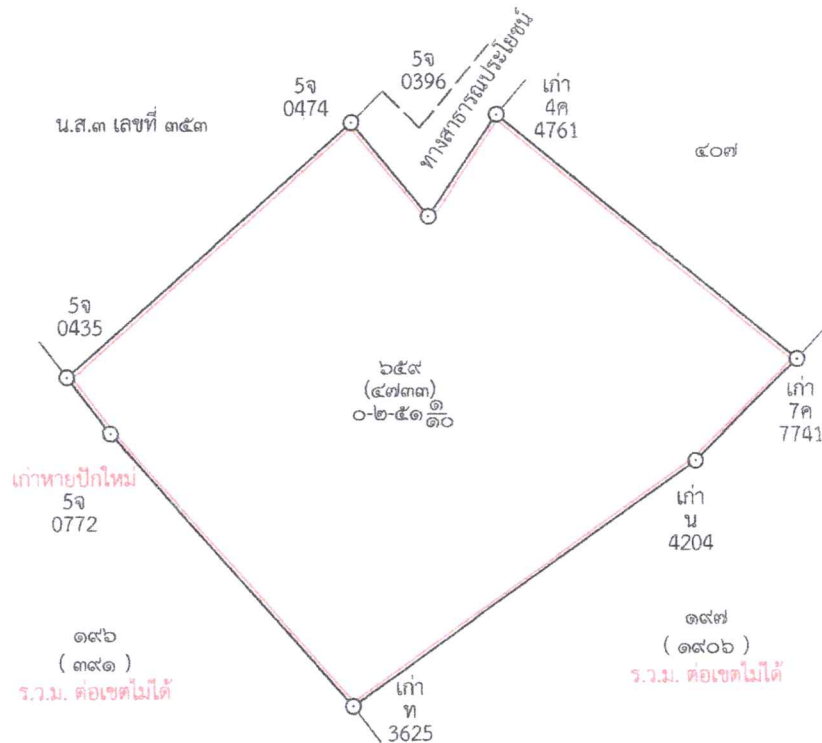 5จ
0396
5จ
0474
ทางสาธารณประโยชน์
เก่า
4ค
4761
น.ส.๓ เลขที่ ๓๕๓
๔๐๗
5จ
0435
๖๕๙
(๔๗๓๓)
๐-๒-๕๑ ๑/๑๐
เก่า
7ค
7741
เก่าหายปักใหม่
5จ
0772
เก่า
น
4204
๑๙๖
( ๓๙๑ )
ร.ว.ม. ต่อเขตไม่ได้
๑๙๗
( ๑๙๐๖ )
ร.ว.ม. ต่อเขตไม่ได้
เก่า
ท
3625